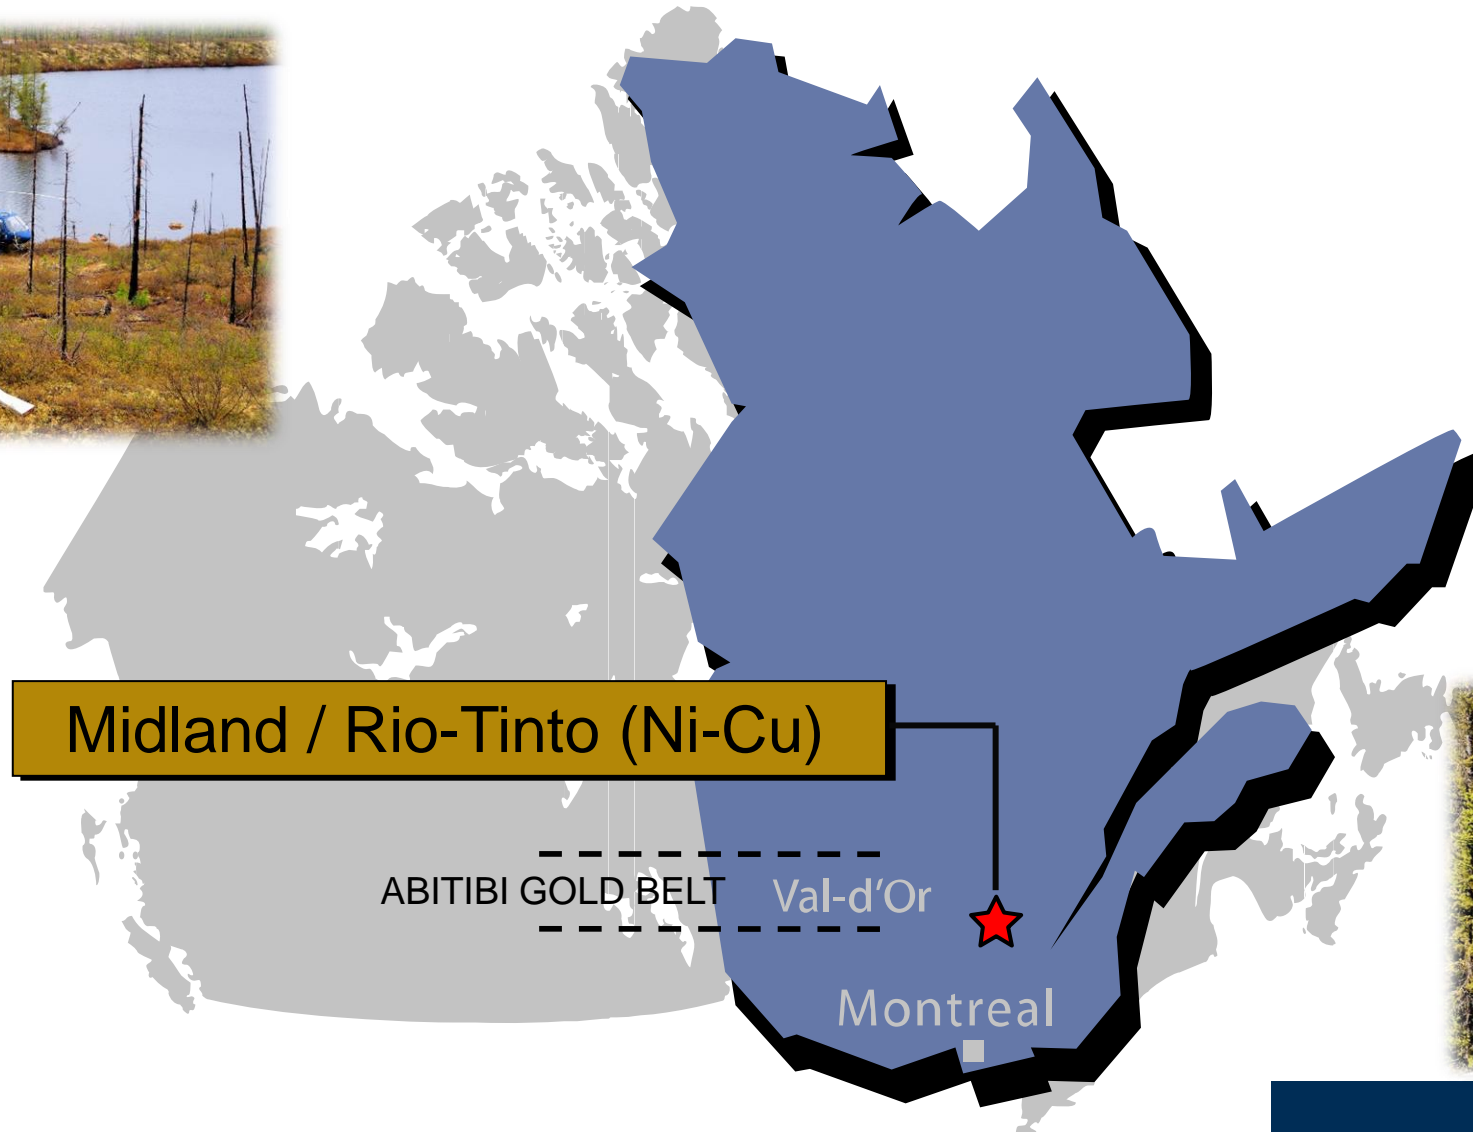 Midland / Rio-Tinto (Ni-Cu)
ABITIBI GOLD BELT
Val-d'Or
Montreal